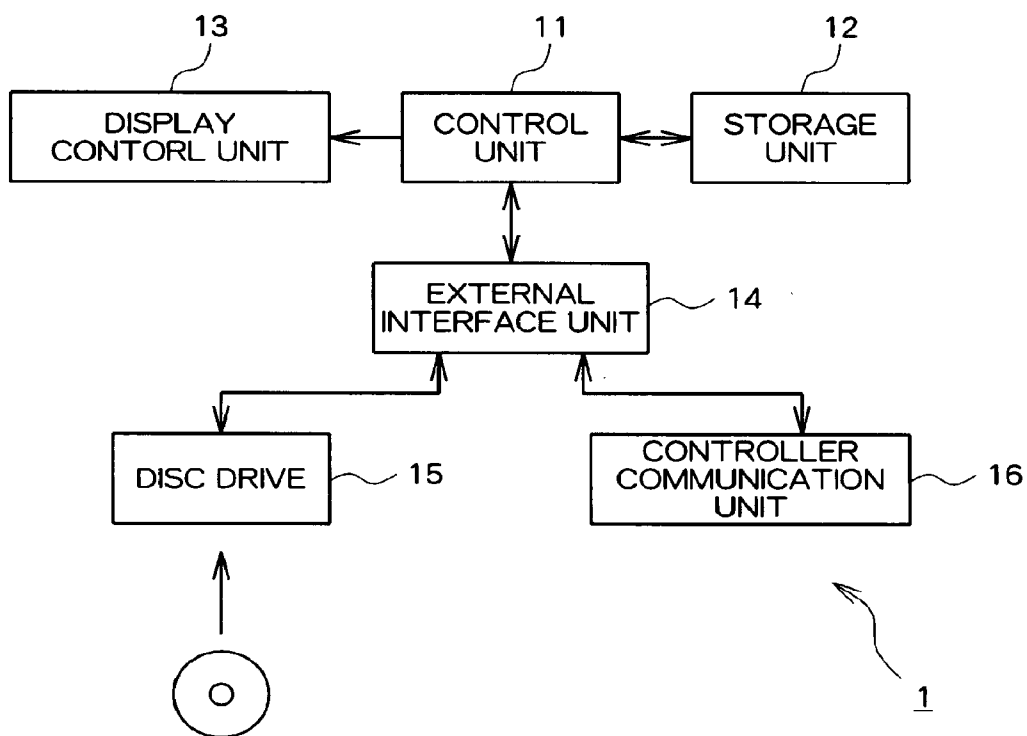 13
11
12
DISPLAY
CONTORL UNIT
CONTROL
UNIT
STORAGE
UNIT
EXTERNAL
INTERFACE UNIT
14
DISC DRIVE
15
CONTROLLER
COMMUNICATION
UNIT
16
1